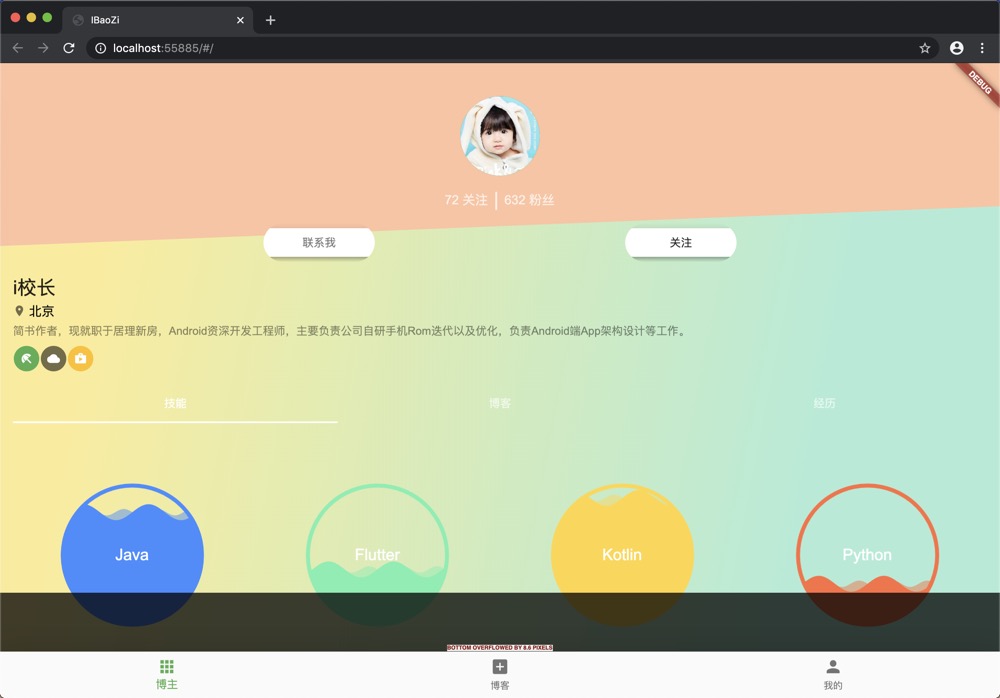 IBaoZi
localhost:55885/#/
DEBUG
72 关注 | 632 粉丝
联系我
关注
i校长
北京
简书作者，现就职于居理新房，Android资深开发工程师，主要负责公司自研手机Rom迭代以及优化，负责Android端App架构设计等工作。
技能
博客
经历
Java
Flutter
Kotlin
Python
BOTTOM OVERFLOWED BY 8.6 PIXELS
博主
博客
我的